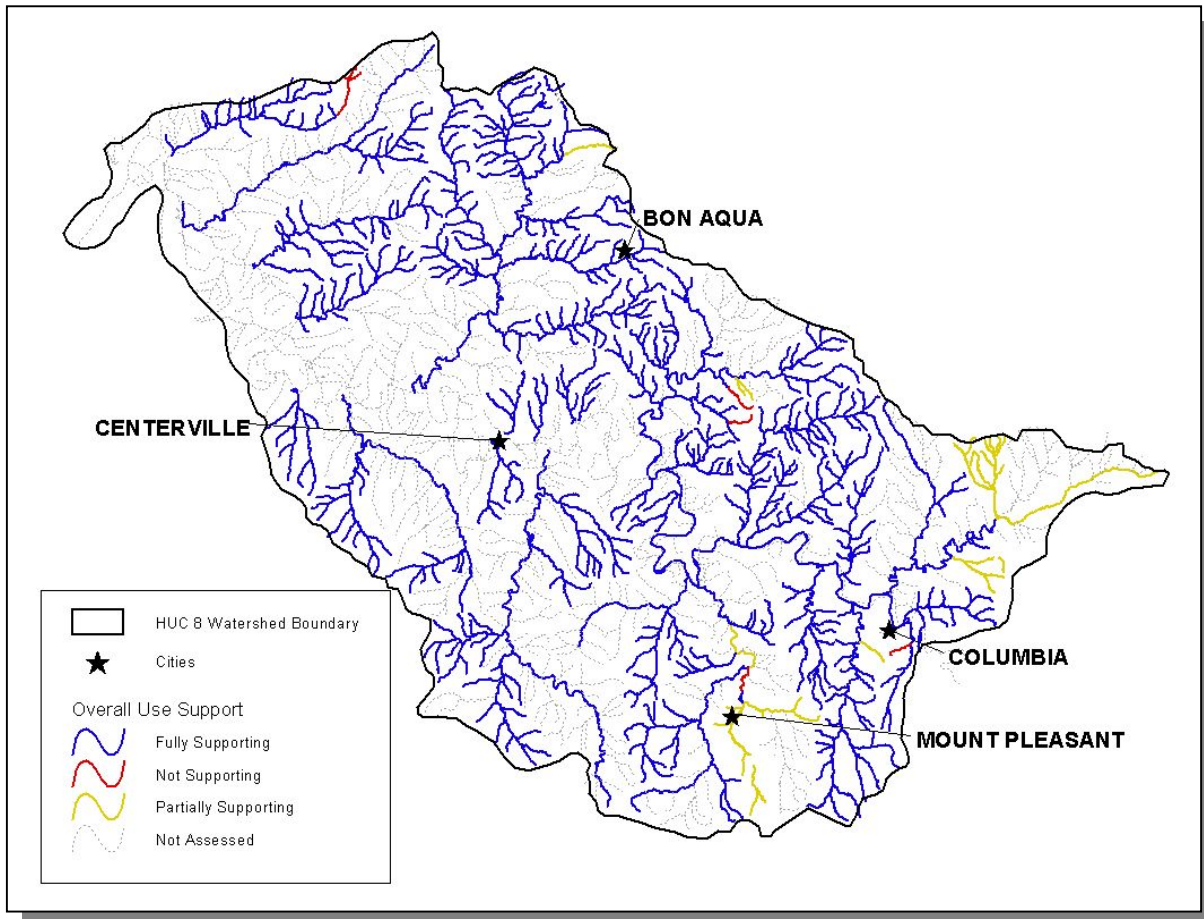 BON AQUA
CENTERVILLE
COLUMBIA
MOUNT PLEASANT
HUC 8 Watershed Boundary
Cities
Overall Use Support
Fully Supporting
Not Supporting
Partially Supporting
Not Assessed